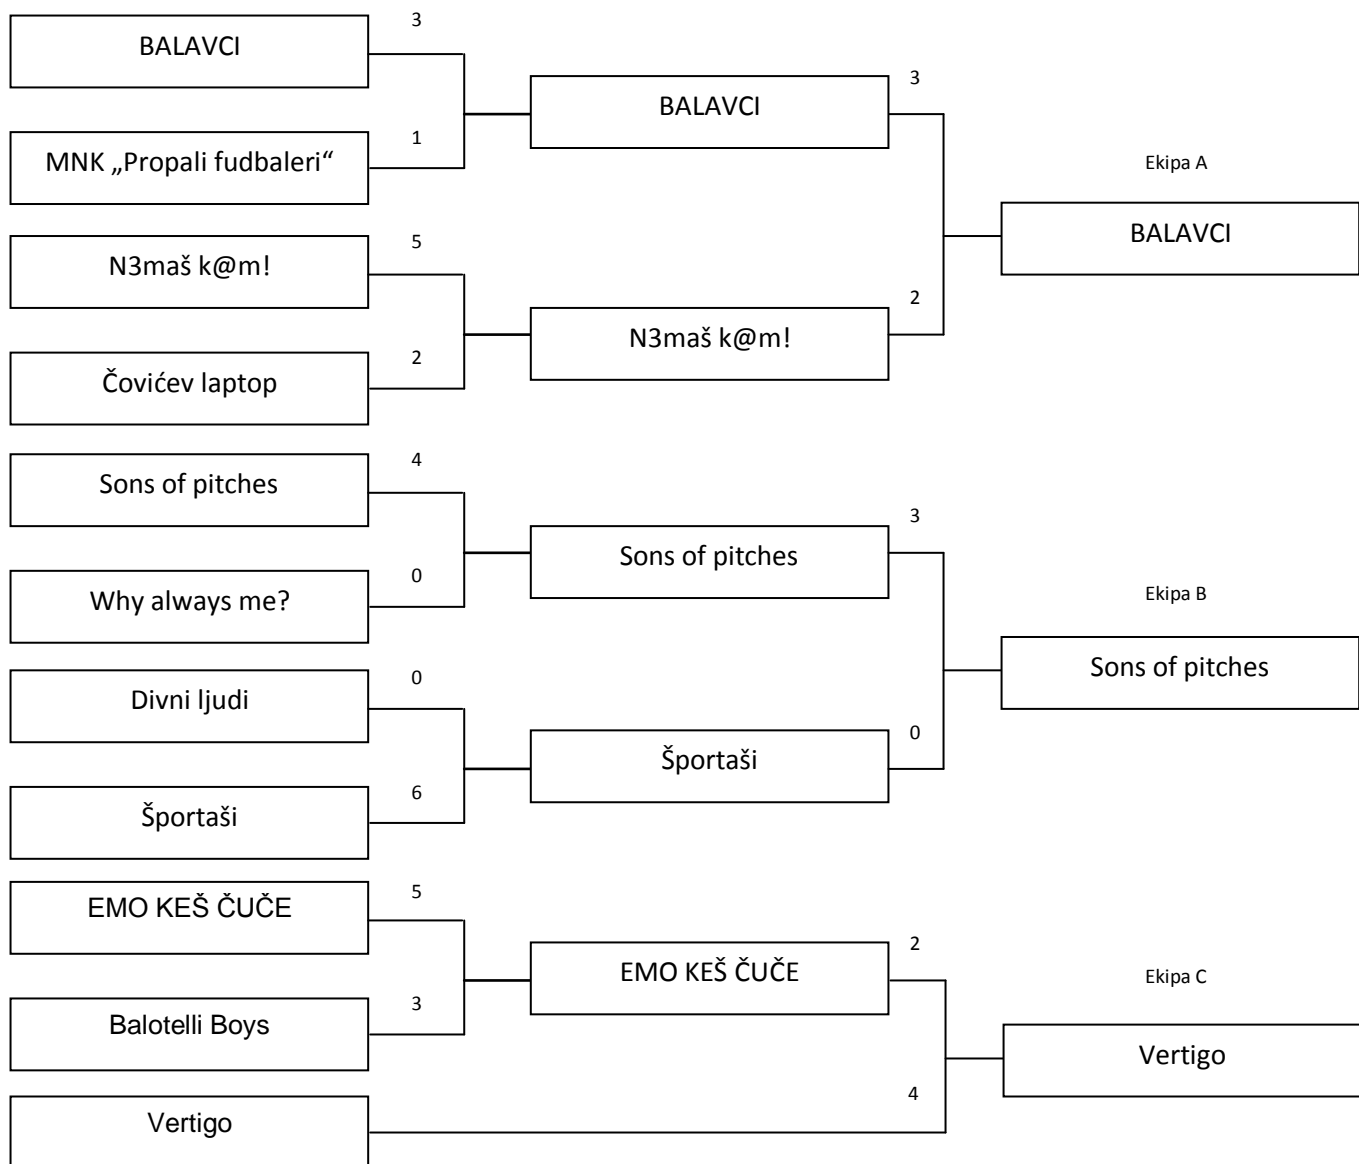 BALAVCI
3
MNK „Propali fudbaleri“
1
BALAVCI
3
N3maš k@m!
5
Čovićev laptop
2
N3maš k@m!
2
Ekipa A
BALAVCI
Sons of pitches
4
Why always me?
0
Sons of pitches
3
Divni ljudi
0
Športaši
6
Športaši
0
Ekipa B
Sons of pitches
EMO KEŠ ČUČE
5
Balotelli Boys
3
EMO KEŠ ČUČE
2
Vertigo
4
Ekipa C
Vertigo